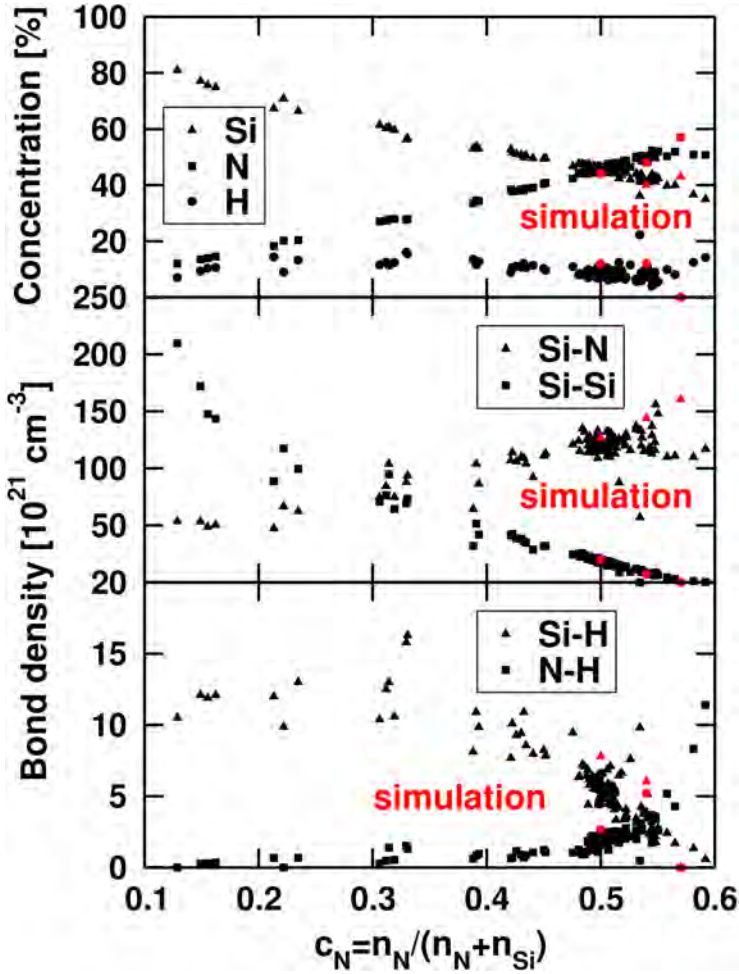 Concentration [%]
100
80
60
40
20
Si
N
H
simulation
Bond density [10²¹ cm⁻³]
250
200
150
100
50
Si-N
Si-Si
simulation
20
15
10
5
0
Si-H
N-H
simulation
0.1 0.2 0.3 0.4 0.5 0.6
c_N=n_N/(n_N+n_Si)